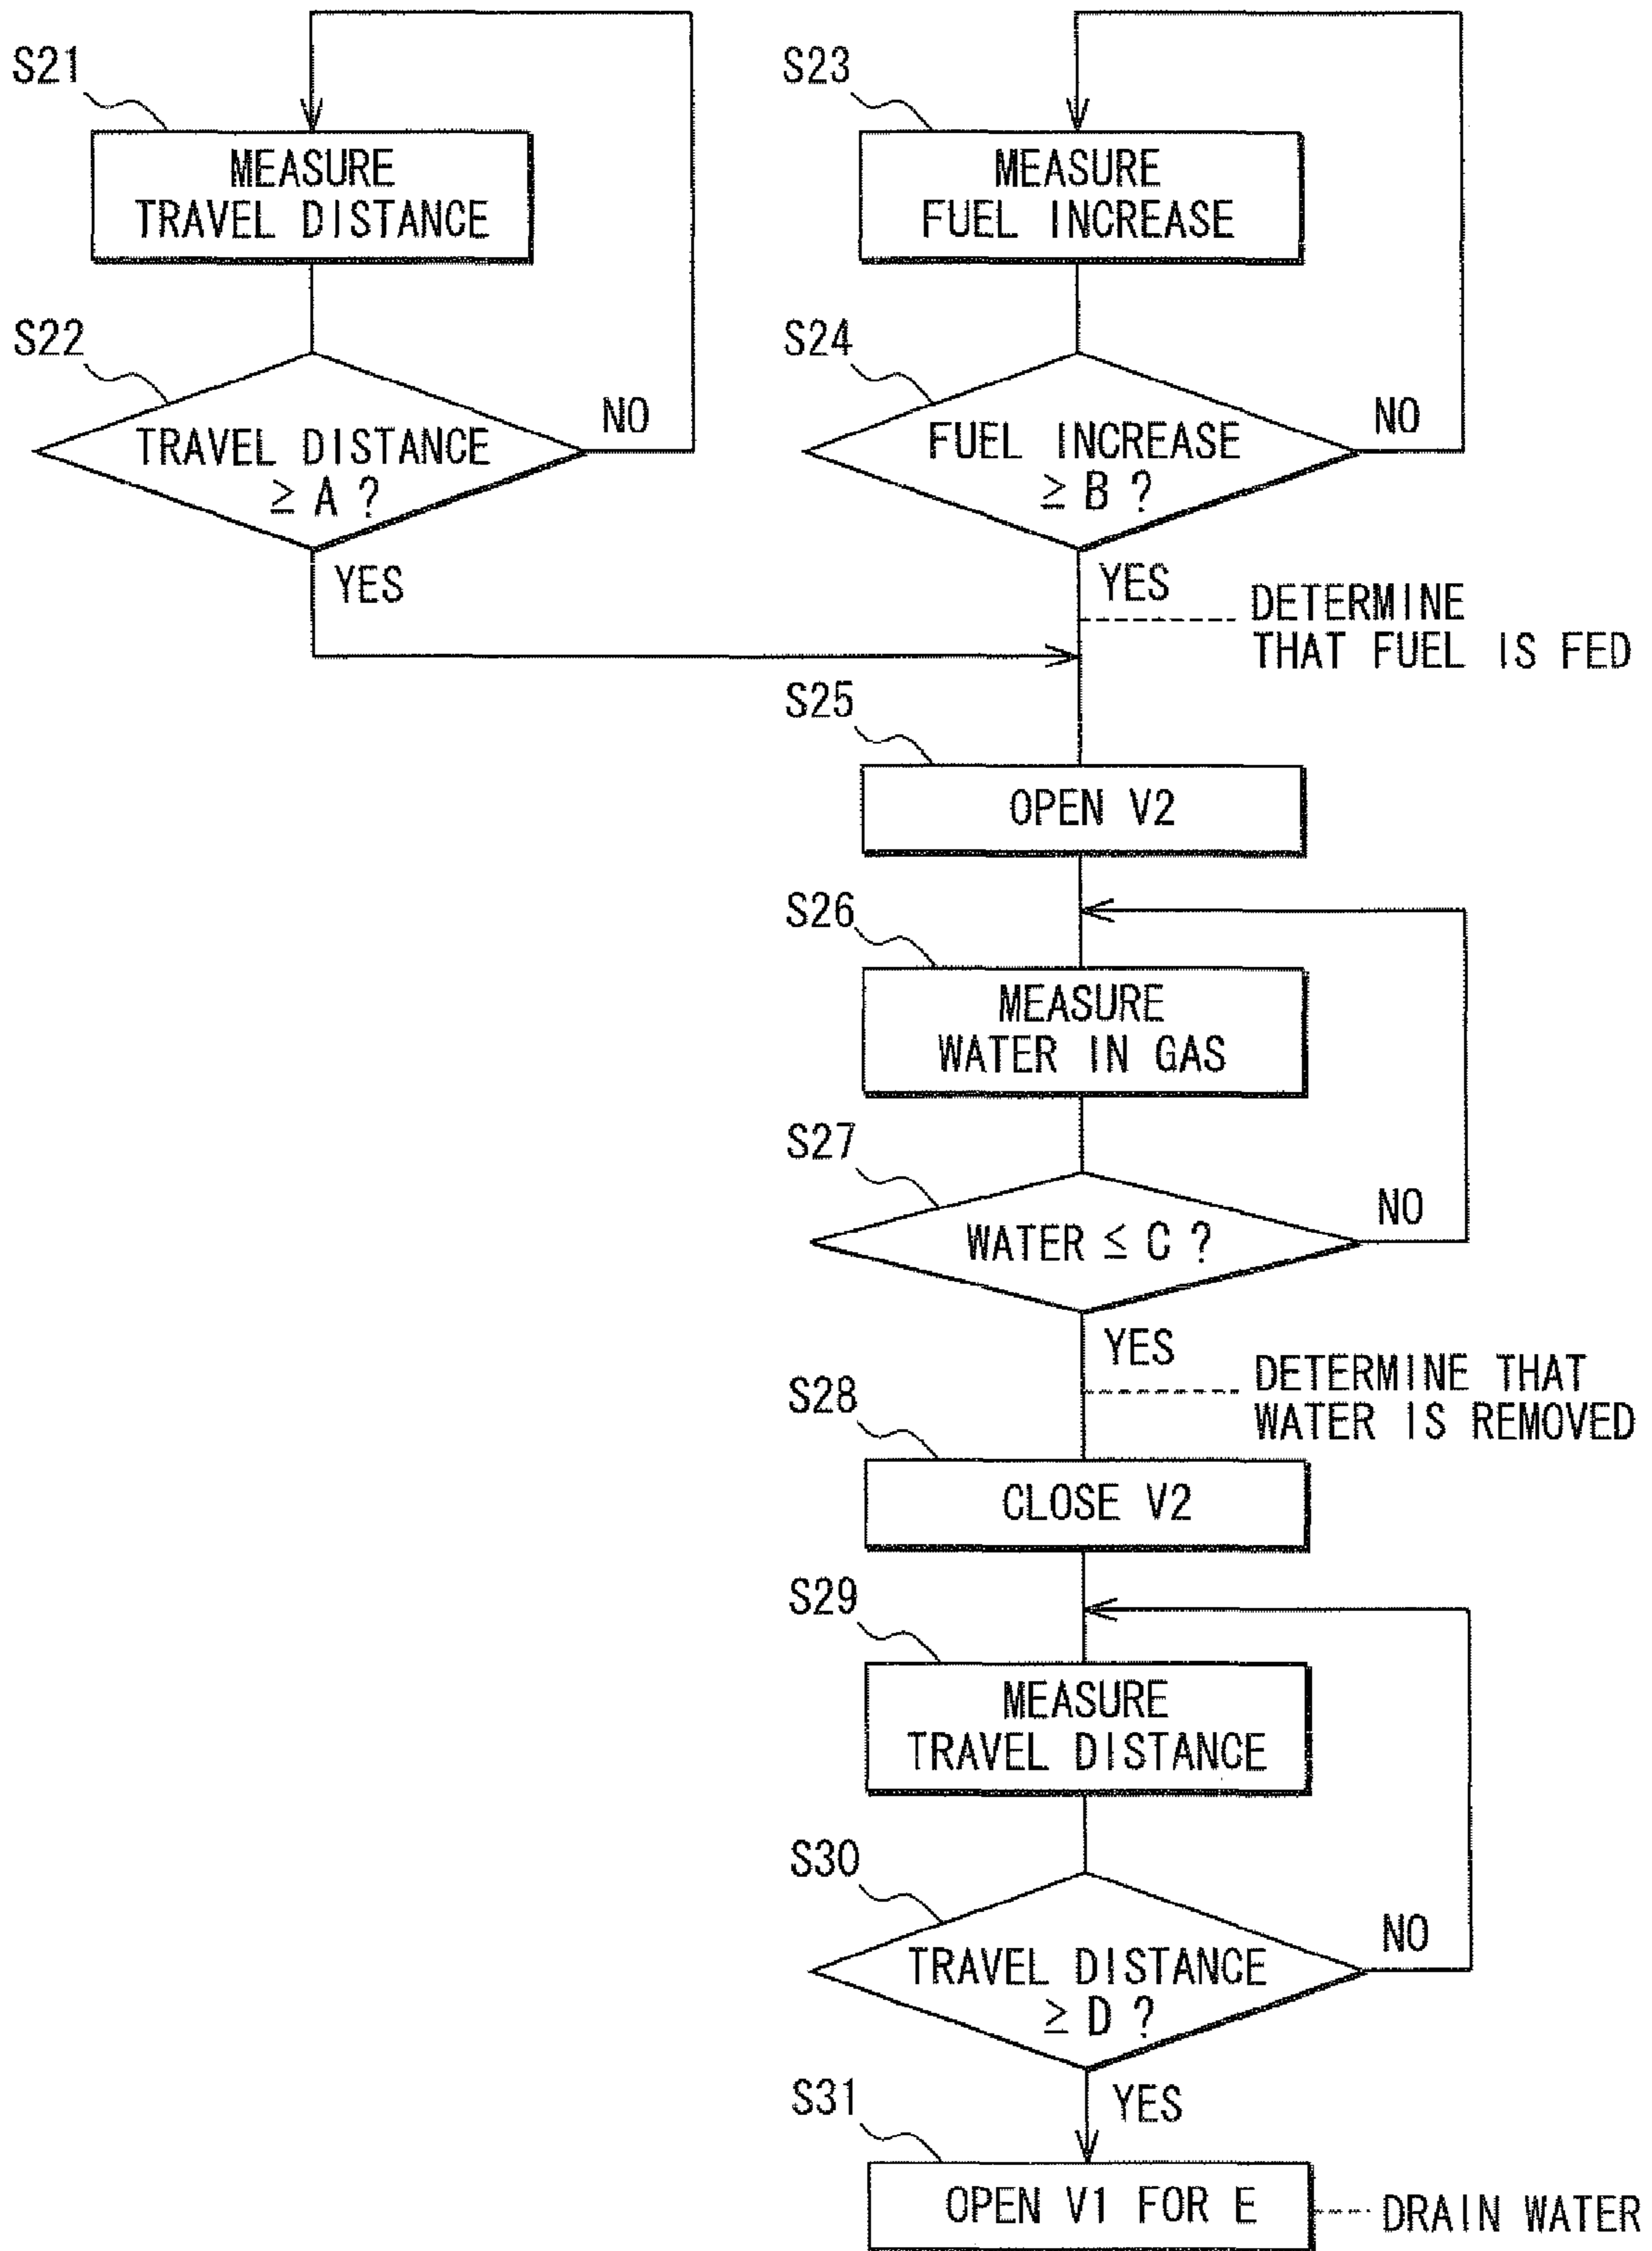 S21
MEASURE
TRAVEL DISTANCE
S22
TRAVEL DISTANCE
≥ A ?
NO
YES
S23
MEASURE
FUEL INCREASE
S24
FUEL INCREASE
≥ B ?
NO
YES
DETERMINE
THAT FUEL IS FED
S25
OPEN V2
S26
MEASURE
WATER IN GAS
S27
WATER ≤ C ?
NO
YES
DETERMINE THAT
WATER IS REMOVED
S28
CLOSE V2
S29
MEASURE
TRAVEL DISTANCE
S30
TRAVEL DISTANCE
≥ D ?
NO
YES
S31
OPEN V1 FOR E
DRAIN WATER